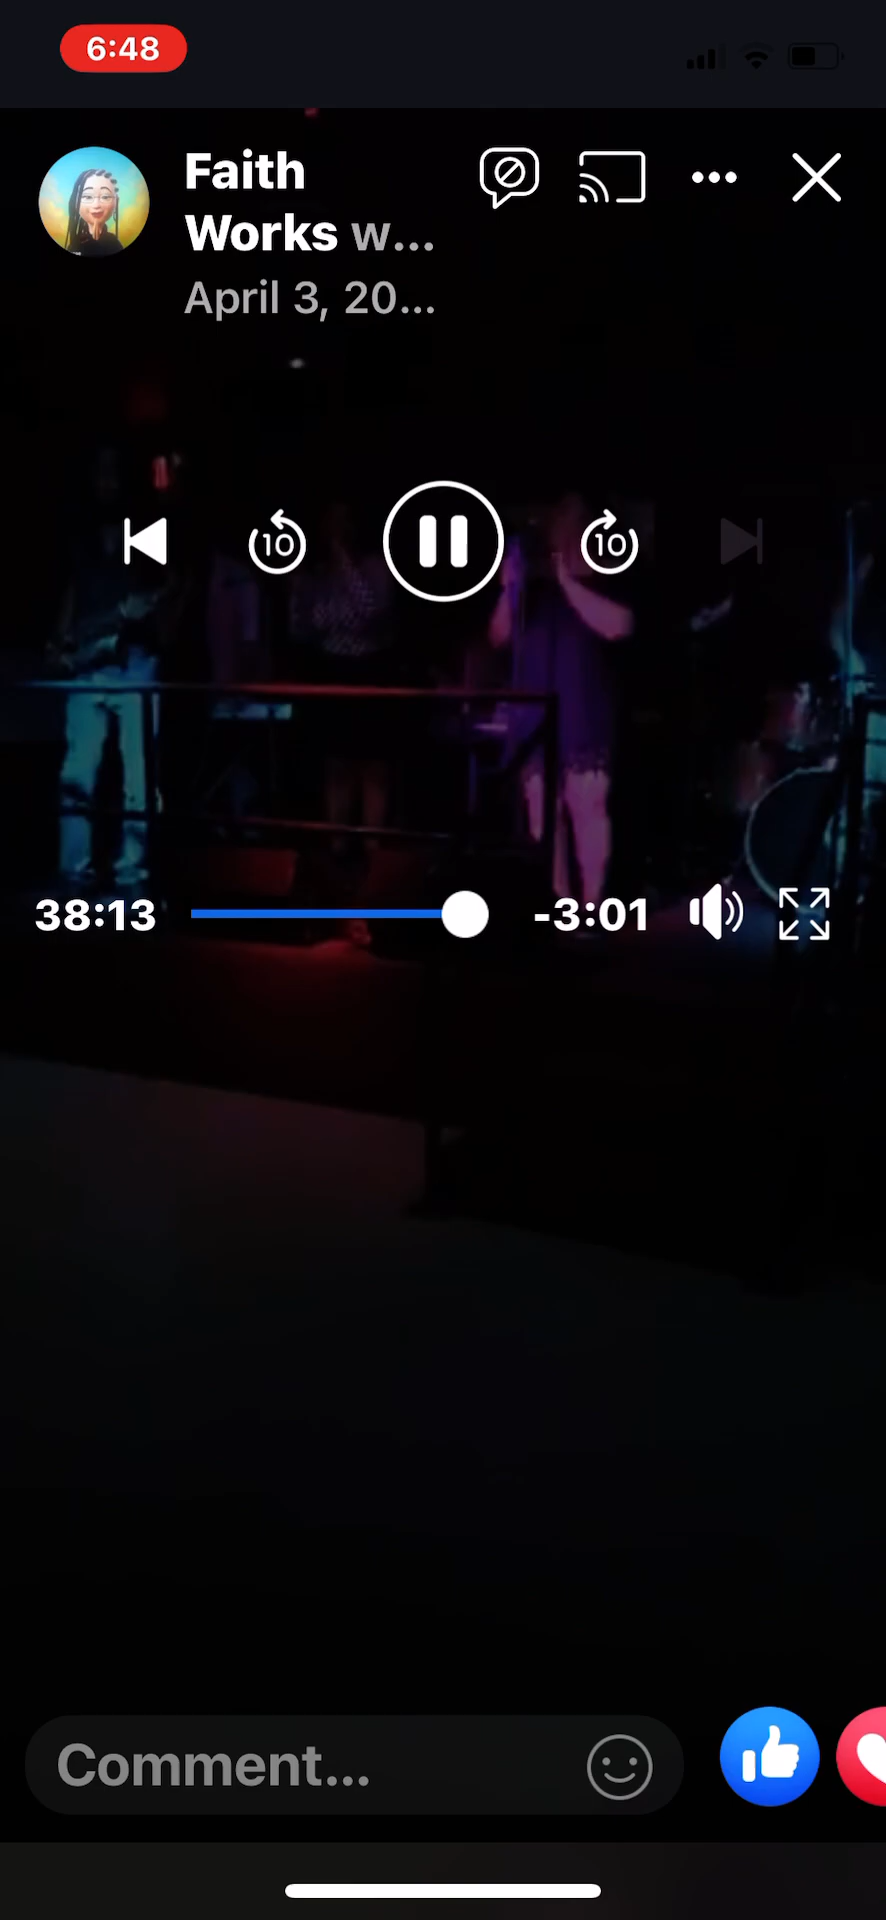 6:48
Faith
Works w...
April 3, 20...
10
10
38:13
-3:01
Comment...